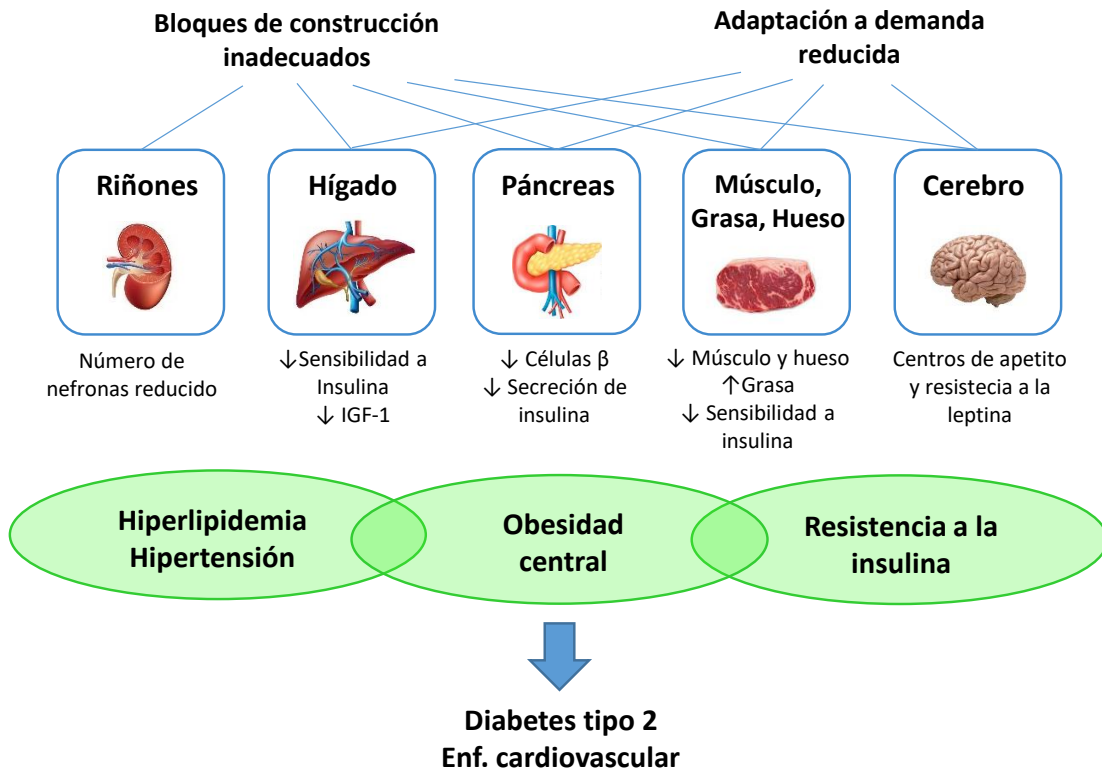 Bloques de construcción
inadecuados
Adaptación a demanda
reducida
Riñones
Hígado
Páncreas
Músculo,
Grasa, Hueso
Cerebro
Número de
nefronas reducido
↓Sensibilidad a
Insulina
↓ IGF-1
↓ Células β
↓ Secreción de
insulina
↓ Músculo y hueso
↑Grasa
↓ Sensibilidad a
insulina
Centros de apetito
y resistecia a la
leptina
Hiperlipidemia
Hipertensión
Obesidad
central
Resistencia a la
insulina
Diabetes tipo 2
Enf. cardiovascular